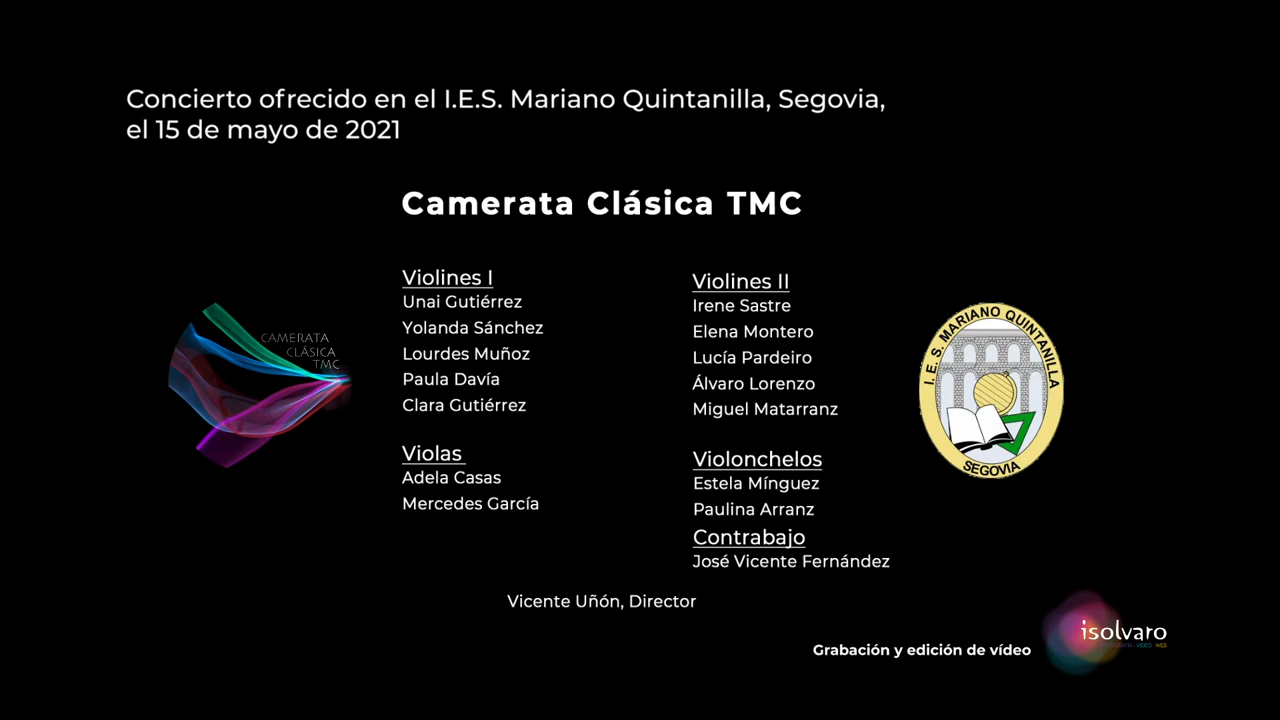 Concierto ofrecido en el I.E.S. Mariano Quintanilla, Segovia,
el 15 de mayo de 2021
Camerata Clásica TMC
Violines I
Unai Gutiérrez
Yolanda Sánchez
Lourdes Muñoz
Paula Davía
Clara Gutiérrez
Violas
Adela Casas
Mercedes García
Violines II
Irene Sastre
Elena Montero
Lucía Pardeiro
Álvaro Lorenzo
Miguel Matarranz
Violonchelos
Estela Mínguez
Paulina Arranz
Contrabajo
José Vicente Fernández
CAMERATA
CLÁSICA
TMC
I. E. S. MARIANO QUINTANILLA
SEGOVIA
Vicente Uñón, Director
Grabación y edición de vídeo
isolvaro
VIDEO WEB